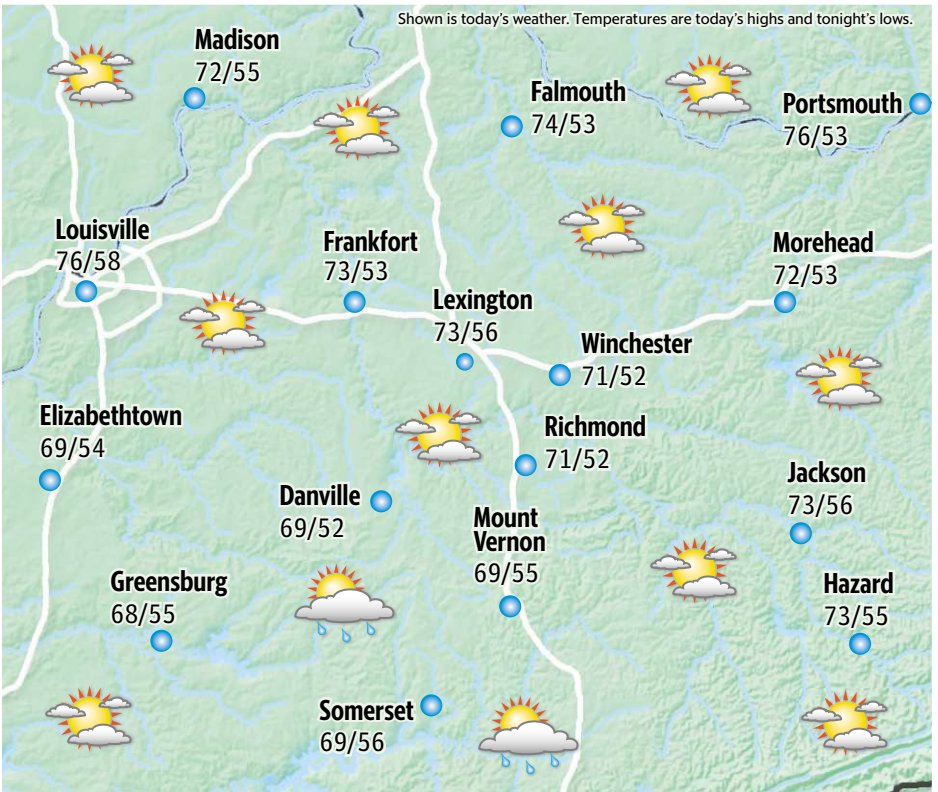 Shown is today's weather. Temperatures are today's highs and tonight's lows.
Madison
72/55
Falmouth
74/53
Portsmouth
76/53
Louisville
76/58
Frankfort
73/53
Morehead
72/53
Lexington
73/56
Winchester
71/52
Elizabethtown
69/54
Richmond
71/52
Jackson
73/56
Danville
69/52
Mount
Vernon
69/55
Greensburg
68/55
Hazard
73/55
Somerset
69/56